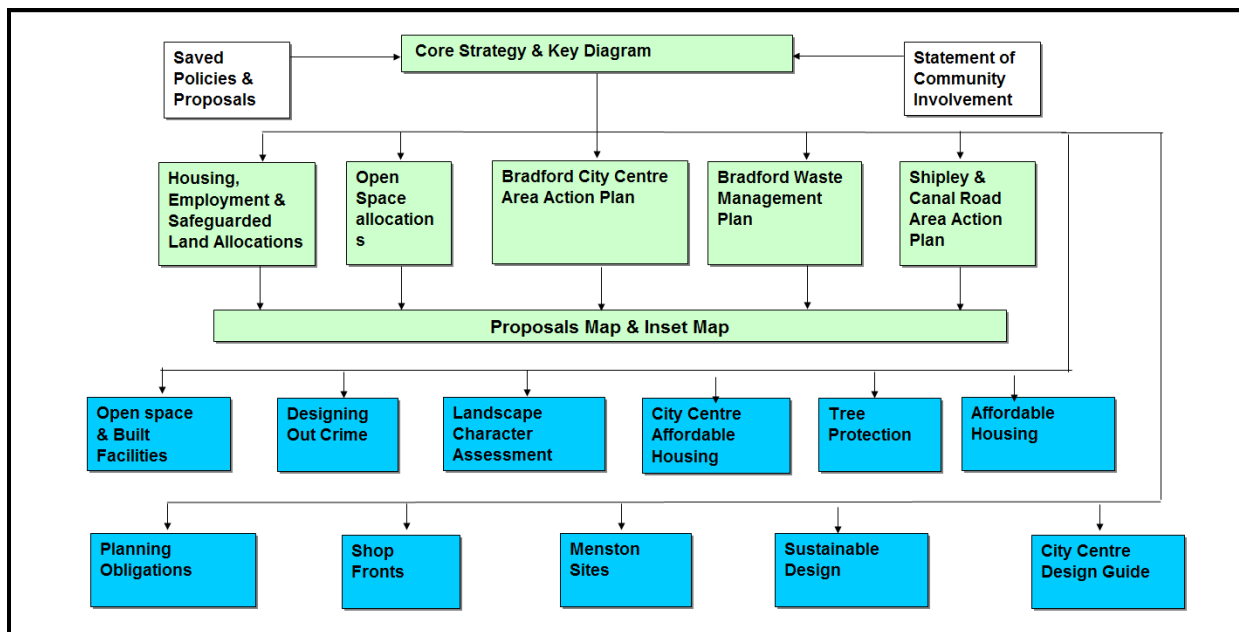 Saved
Policies &
Proposals
Core Strategy & Key Diagram
Statement of
Community
Involvement
Housing,
Employment &
Safeguarded
Land Allocations
Open
Space
allocation
s
Bradford City Centre
Area Action Plan
Bradford Waste
Management
Plan
Shipley &
Canal Road
Area Action
Plan
Proposals Map & Inset Map
Open space
& Built
Facilities
Designing
Out Crime
Landscape
Character
Assessment
City Centre
Affordable
Housing
Tree
Protection
Affordable
Housing
Planning
Obligations
Shop
Fronts
Menston
Sites
Sustainable
Design
City Centre
Design Guide